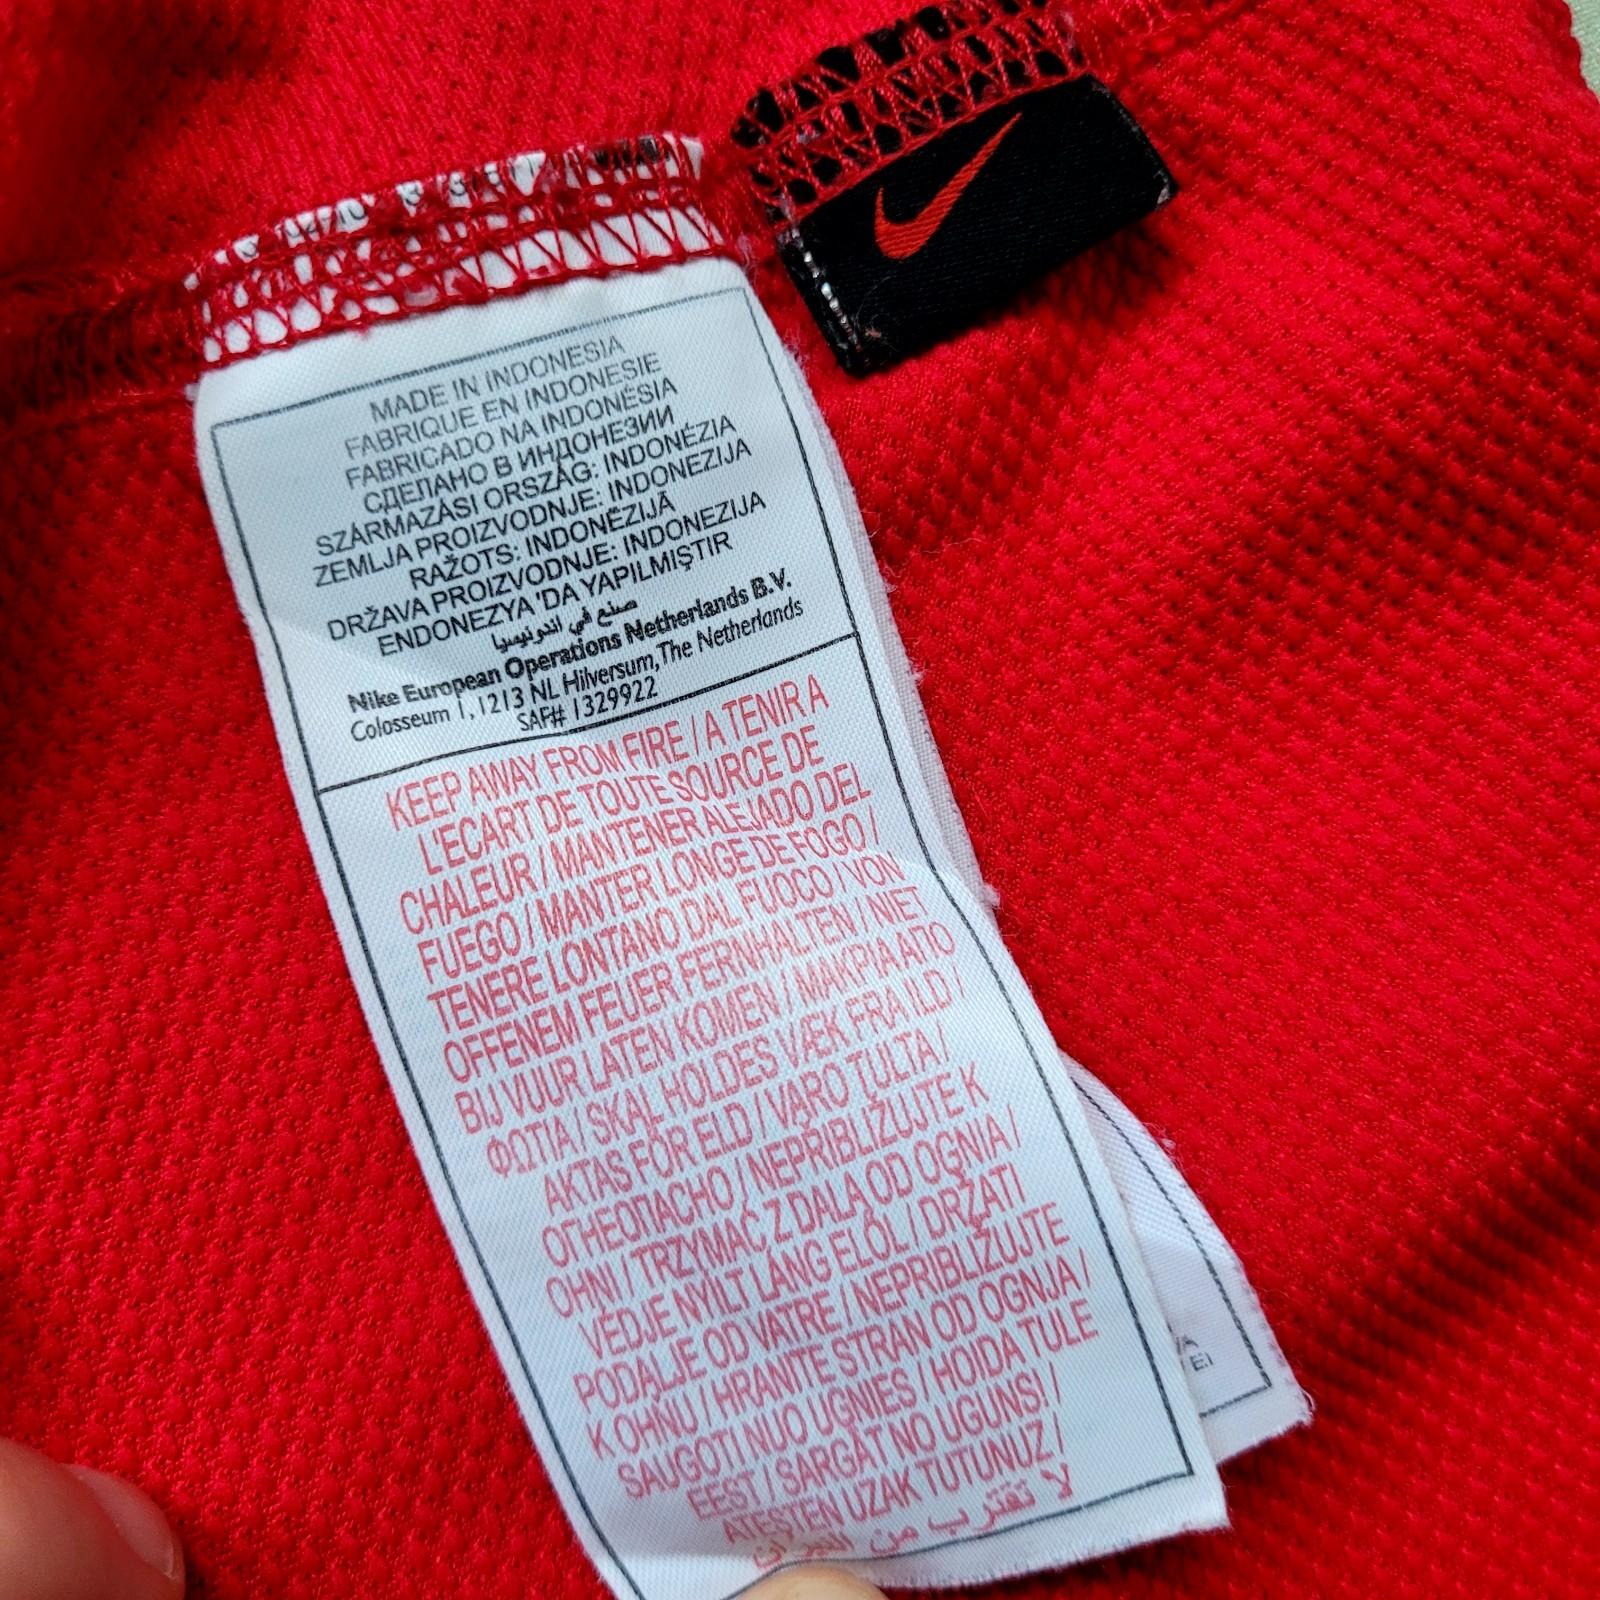 MADE IN INDONESIA
FABRIQUE EN INDONESIE
FABRICADO NA INDONÉSIA
СДЕЛАНО В ИНДОНЕЗИИ
SZÁRMAZÁSI ORSZÁG: INDONÉZIA
ZEMLJA PROIZVODNJE: INDONEZIJA
RAŽOTS: INDONĒZIJĀ
DRŽAVA PROIZVODNJE: INDONEZIJA
ENDONEZYA 'DA YAPILMIŞTIR
صنع في اندونيسيا
Nike European Operations Netherlands B.V.
Colosseum 1, 1213 NL Hilversum, The Netherlands
SAF# 1329922
KEEP AWAY FROM FIRE / A TENIR A
L'ECART DE TOUTE SOURCE DE
CHALEUR / MANTENER ALEJADO DEL
FUEGO / MANTER LONGE DE FOGO /
TENERE LONTANO DAL FUOCO / VON
OFFENEM FEUER FERNHALTEN / NIET
BIJ VUUR LATEN KOMEN / ΜΑΚΡΙΑ ΑΠΟ
ΦΩΤΙΑ / SKAL HOLDES VÆK FRA ILD /
AKTAS FÖR ELD / VARO TULTA /
ОГНЕОПАСНО / NEPŘIBLIŽUJTE K
OHNI / TRZYMAĆ Z DALA OD OGNIA /
VÉDJE NYÍLT LÁNG ELŐL / DRŽATI
PODALJE OD VATRE / NEPRIBLIŽUJTE
K OHŇU / HRANITE STRAN OD OGNJA /
SAUGOTI NUO UGNIES / HOIDA TULE
EEST / SARGĀT NO UGUNS! /
ATEŞTEN UZAK TUTUNUZ /
لا تقترب من النيران